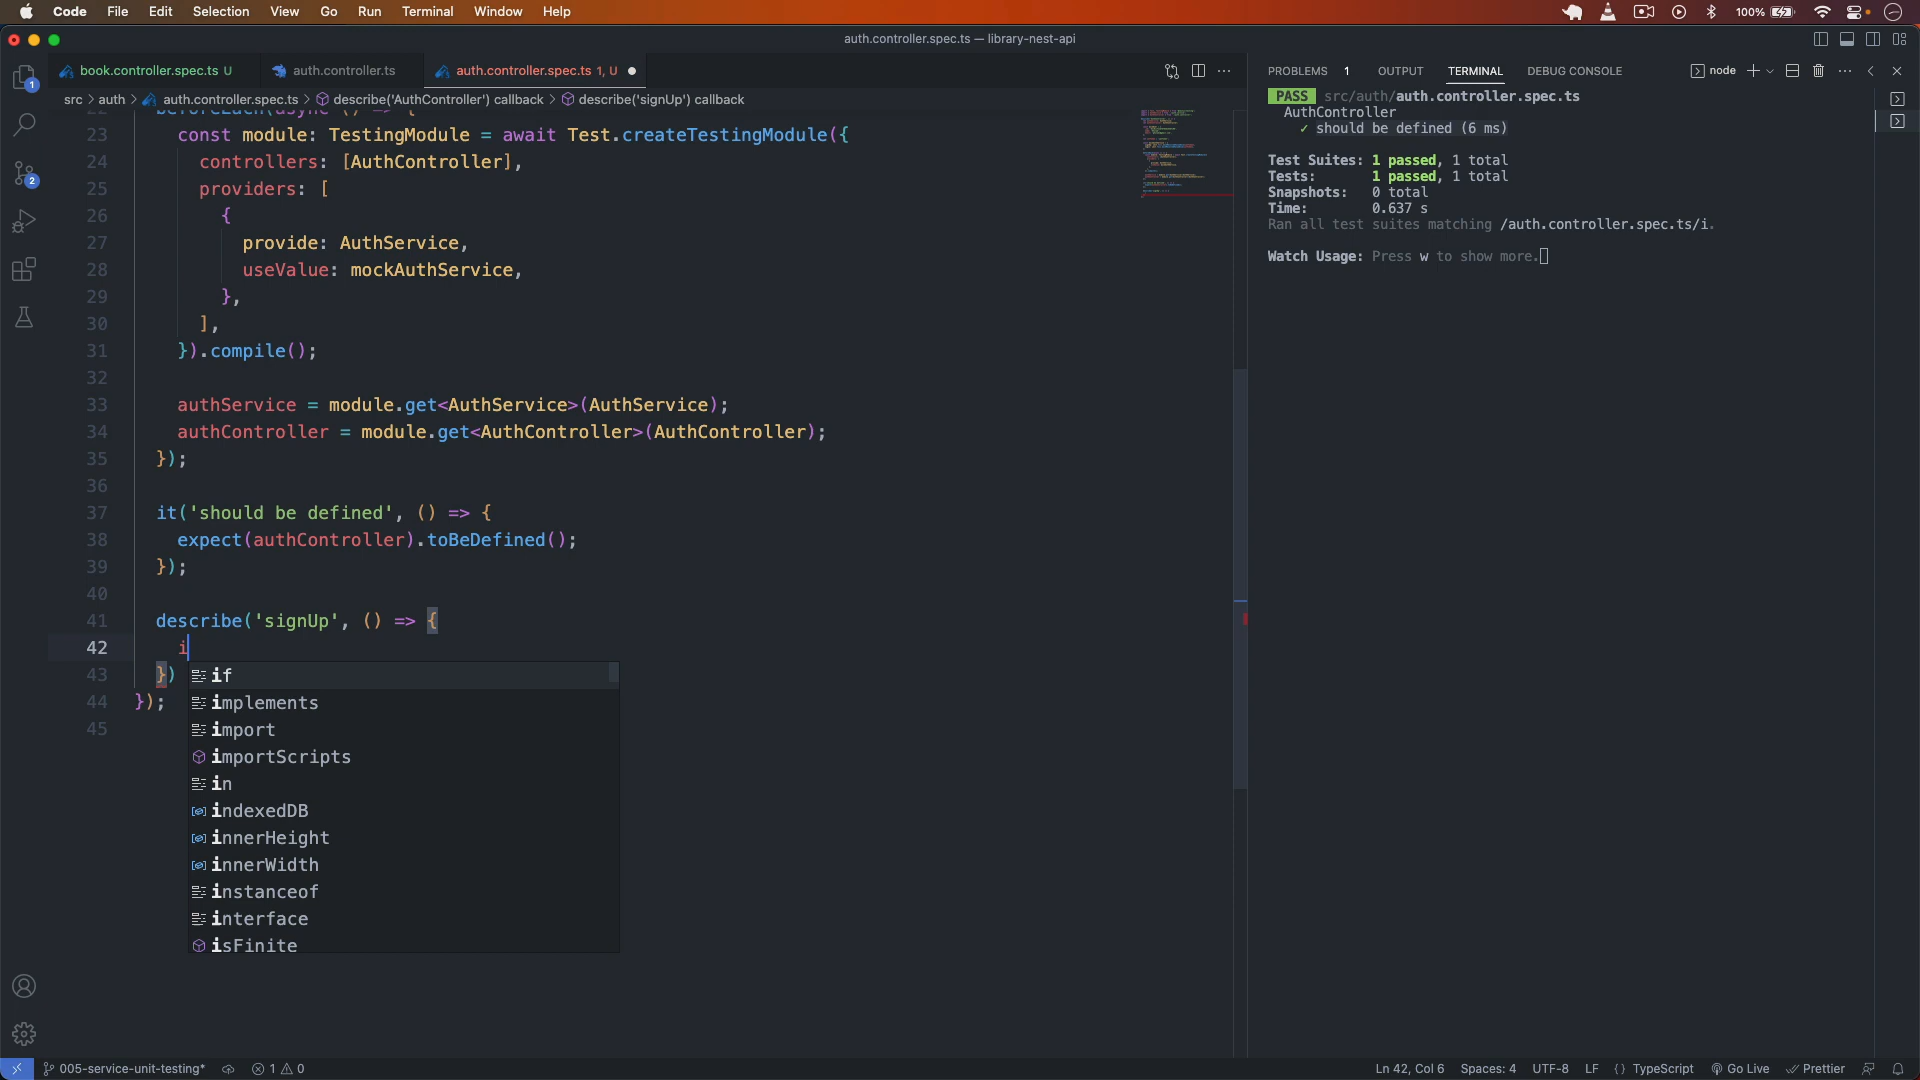 Code File Edit Selection View Go Run Terminal Window Help 100%
auth.controller.spec.ts — library-nest-api
book.controller.spec.ts U auth.controller.ts auth.controller.spec.ts 1, U
src > auth > auth.controller.spec.ts > describe('AuthController') callback > describe('signUp') callback
23 const module: TestingModule = await Test.createTestingModule({
24 controllers: [AuthController],
25 providers: [
26 {
27 provide: AuthService,
28 useValue: mockAuthService,
29 },
30 ],
31 }).compile();
32
33 authService = module.get<AuthService>(AuthService);
34 authController = module.get<AuthController>(AuthController);
35 });
36
37 it('should be defined', () => {
38 expect(authController).toBeDefined();
39 });
40
41 describe('signUp', () => {
42 i
43 })
44 });
45
if
implements
import
importScripts
in
indexedDB
innerHeight
innerWidth
instanceof
interface
isFinite
PROBLEMS 1 OUTPUT TERMINAL DEBUG CONSOLE node
PASS src/auth/auth.controller.spec.ts
AuthController
✓ should be defined (6 ms)
Test Suites: 1 passed, 1 total
Tests: 1 passed, 1 total
Snapshots: 0 total
Time: 0.637 s
Ran all test suites matching /auth.controller.spec.ts/i.
Watch Usage: Press w to show more.
1
2
005-service-unit-testing* 1 0 Ln 42, Col 6 Spaces: 4 UTF-8 LF {} TypeScript Go Live Prettier